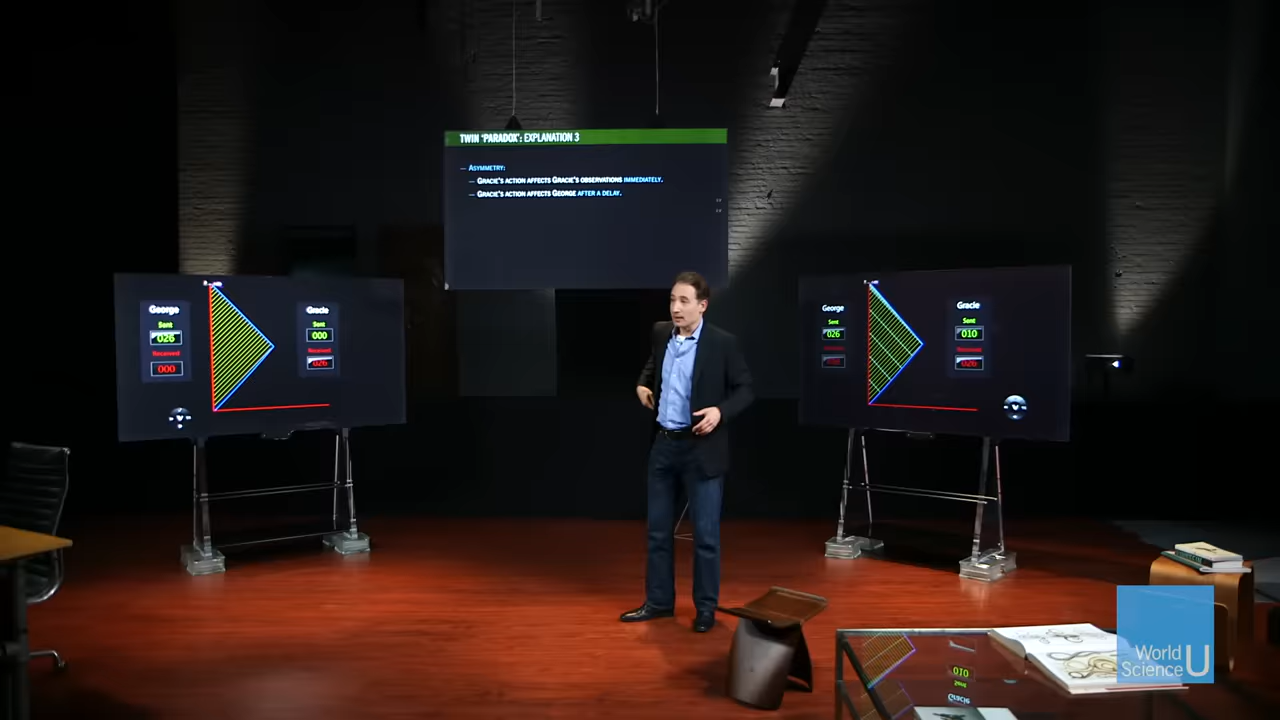 TWIN 'PARADOX': EXPLANATION 3
— ASYMMETRY:
— GRACIE'S ACTION AFFECTS GRACIE'S OBSERVATIONS IMMEDIATELY.
— GRACIE'S ACTION AFFECTS GEORGE AFTER A DELAY.
George
Sent
026
Received
000
Gracie
Sent
000
Received
026
George
Sent
026
Gracie
Sent
010
Received
026
World
Science U